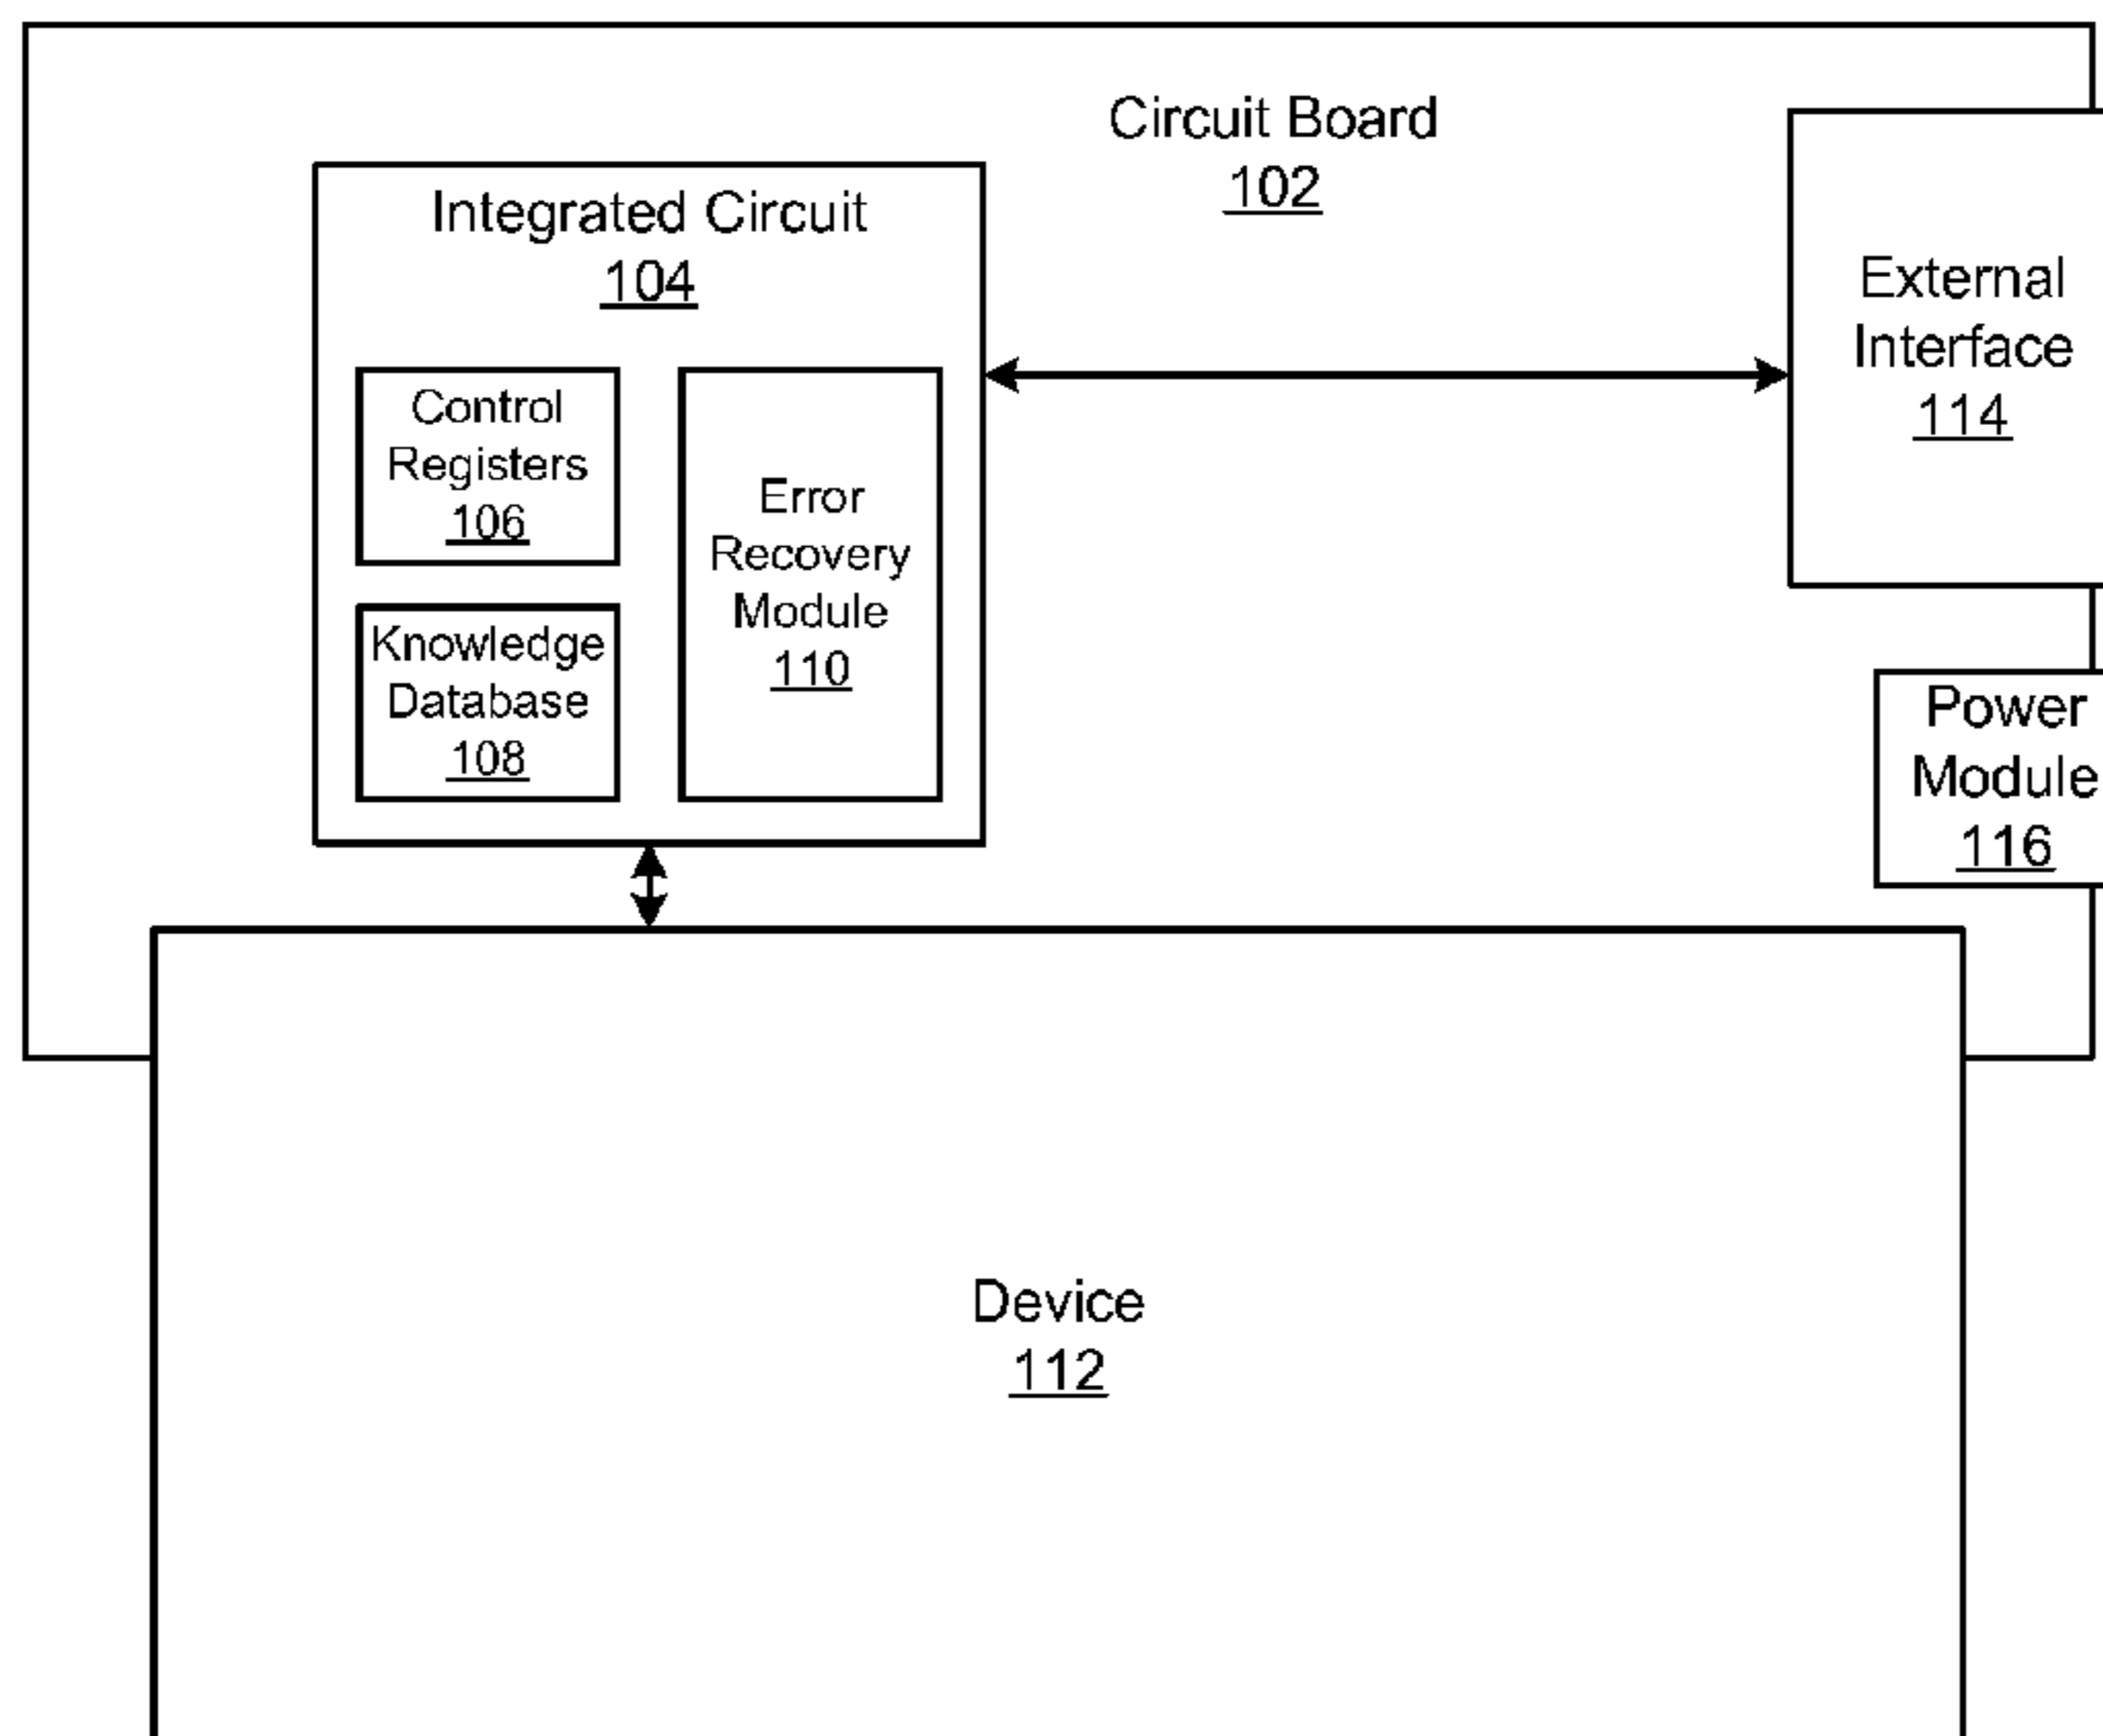 Circuit Board
102
Integrated Circuit
104
Control
Registers
106
Knowledge
Database
108
Error
Recovery
Module
110
External
Interface
114
Power
Module
116
Device
112